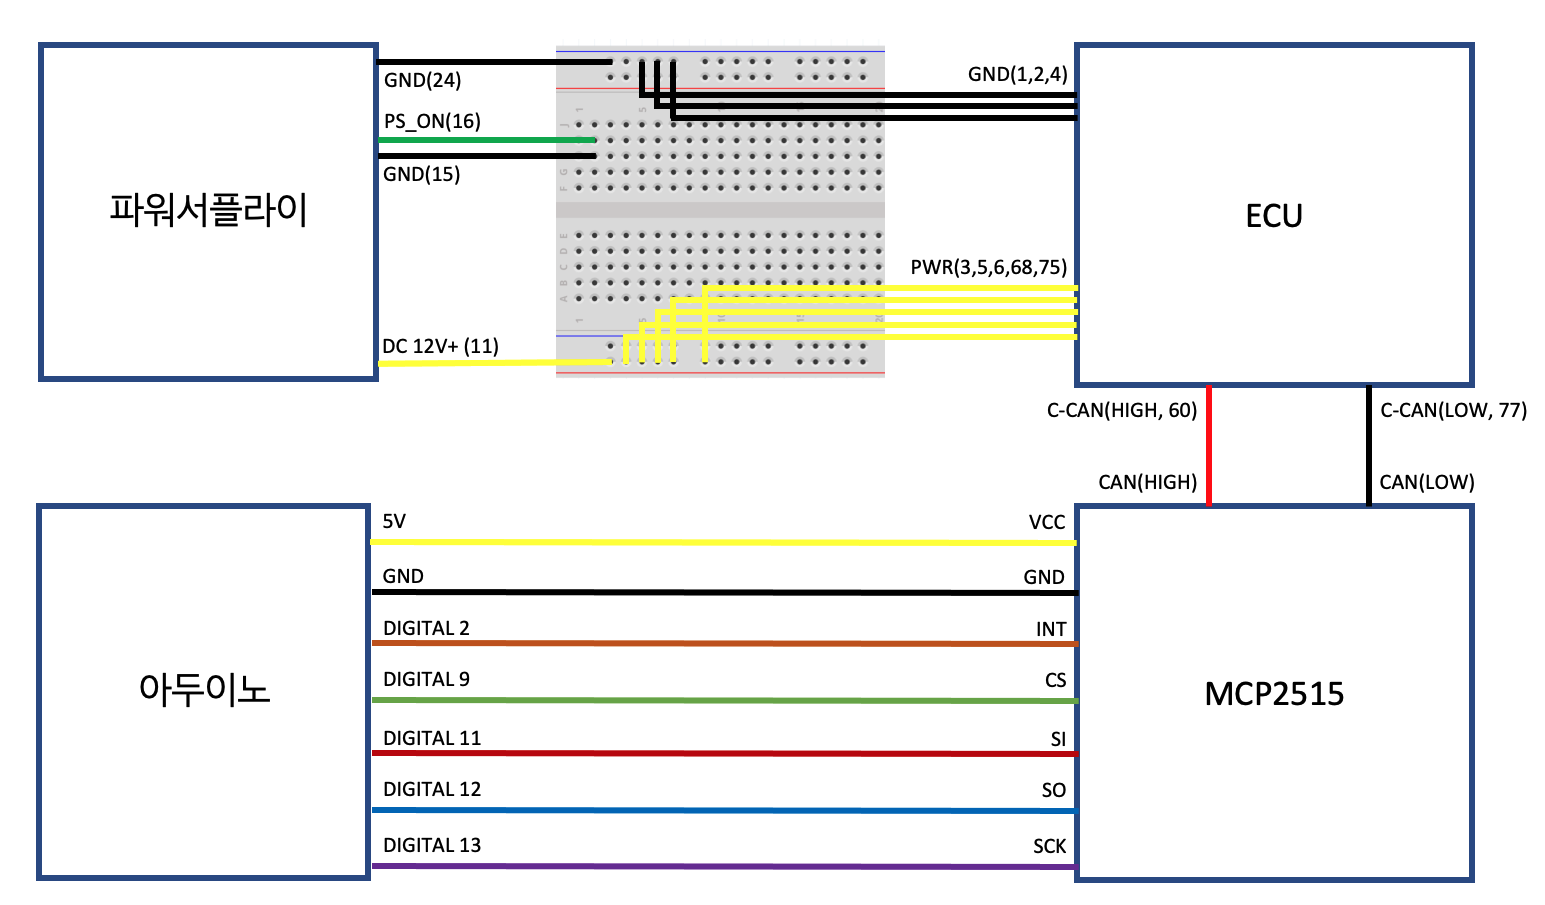 파워서플라이
GND(24)
PS_ON(16)
GND(15)
DC 12V+ (11)
GND(1,2,4)
PWR(3,5,6,68,75)
ECU
C-CAN(HIGH, 60)
C-CAN(LOW, 77)
CAN(HIGH)
CAN(LOW)
아두이노
5V
VCC
GND
GND
DIGITAL 2
INT
DIGITAL 9
CS
DIGITAL 11
SI
DIGITAL 12
SO
DIGITAL 13
SCK
MCP2515
1
5
J
G
F
E
D
C
B
A
1